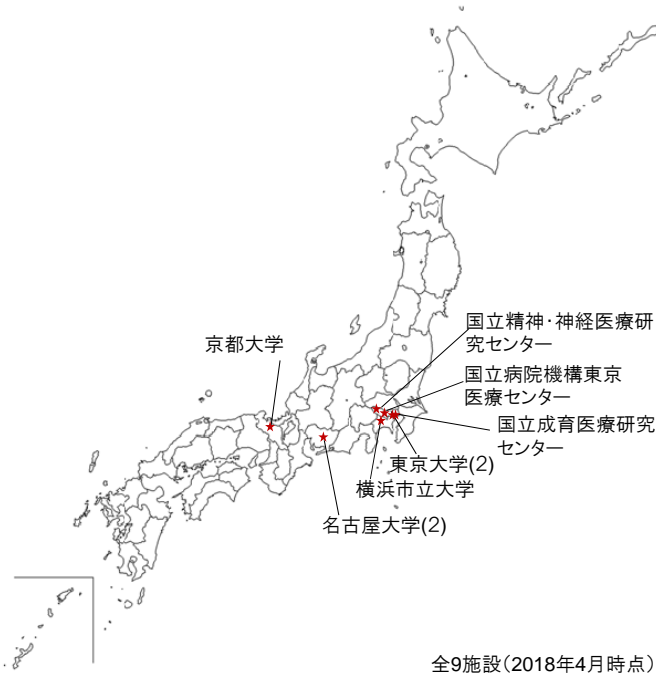 国立精神・神経医療研
究センター
京都大学
国立病院機構東京
医療センター
国立成育医療研究
センター
東京大学(2)
横浜市立大学
名古屋大学(2)
全9施設(2018年4月時点)